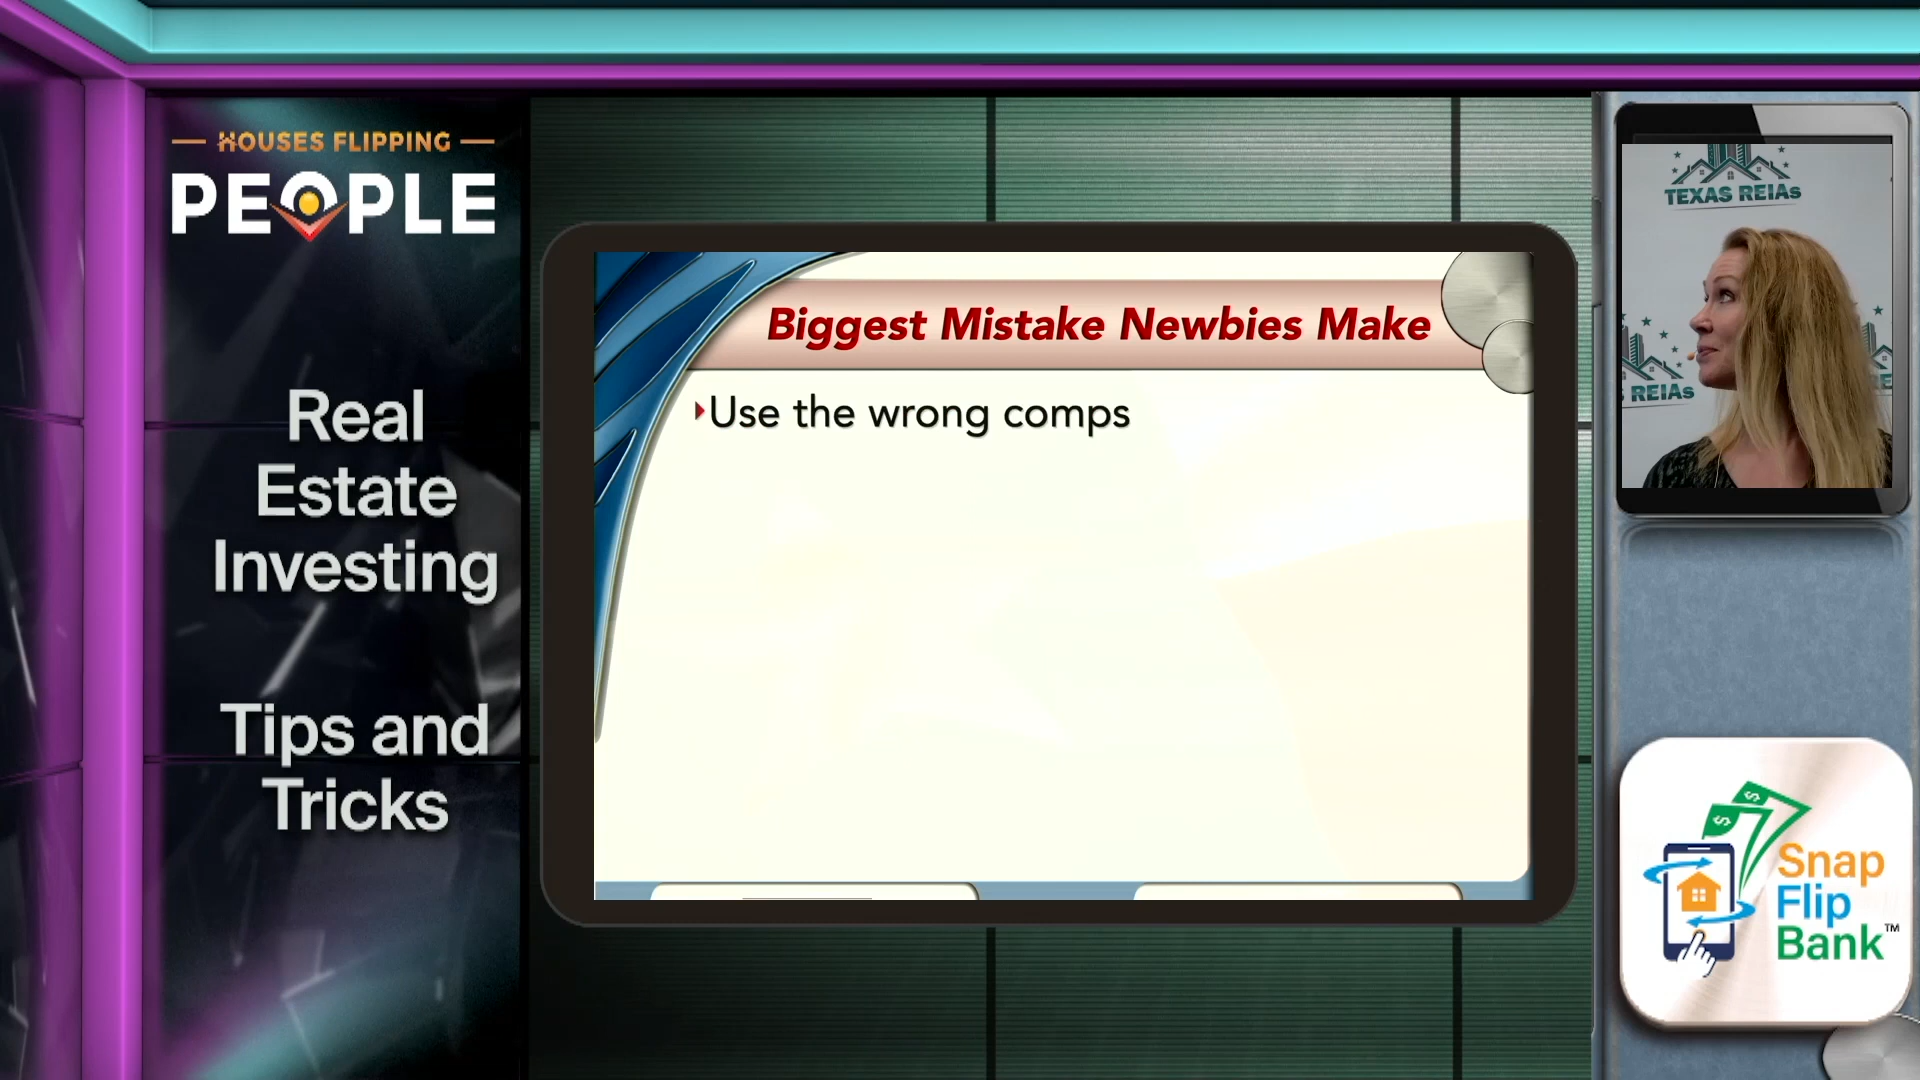 HOUSES FLIPPING
PEOPLE
Real
Estate
Investing
Tips and
Tricks
Biggest Mistake Newbies Make
Use the wrong comps
TEXAS REIAs
REIAs
RE
Snap
Flip
Bank™